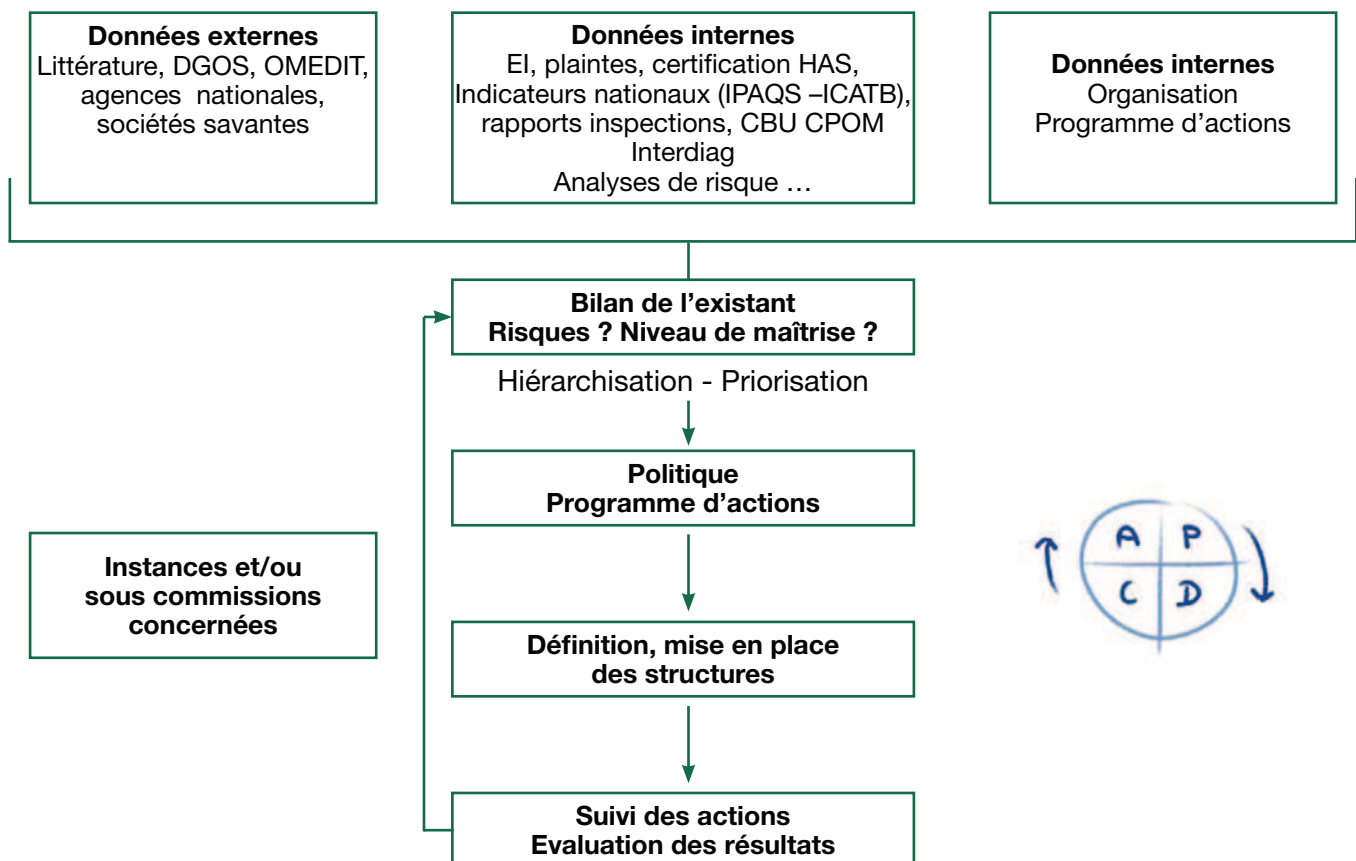 Données externes
Littérature, DGOS, OMEDIT,
agences nationales,
sociétés savantes
Données internes
EI, plaintes, certification HAS,
Indicateurs nationaux (IPAQS –ICATB),
rapports inspections, CBU CPOM
Interdiag
Analyses de risque …
Données internes
Organisation
Programme d’actions
Bilan de l’existant
Risques ? Niveau de maîtrise ?
Hiérarchisation - Priorisation
Politique
Programme d’actions
Instances et/ou
sous commissions
concernées
A P
C D
Définition, mise en place
des structures
Suivi des actions
Evaluation des résultats